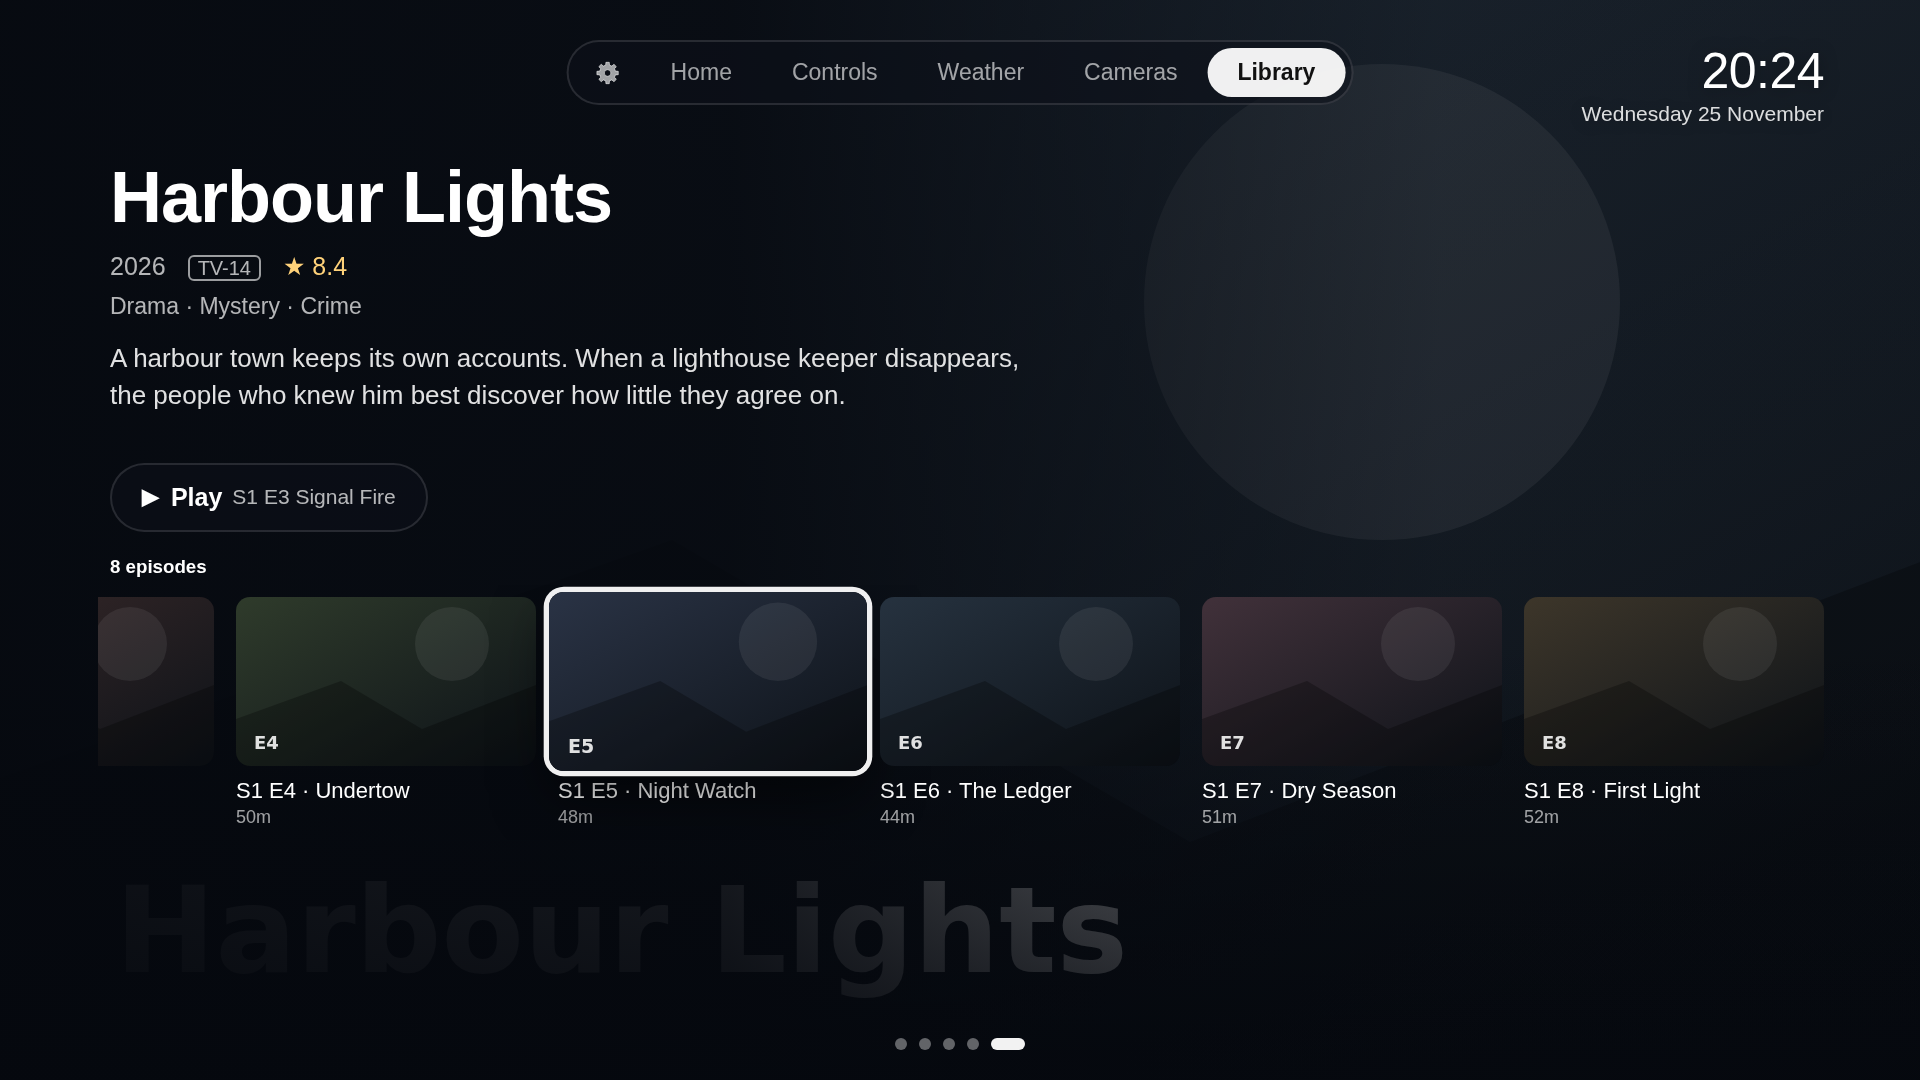 Home Controls Weather Cameras Library
20:24
Wednesday 25 November
Harbour Lights
2026 TV-14 ★ 8.4
Drama · Mystery · Crime
A harbour town keeps its own accounts. When a lighthouse keeper disappears,
the people who knew him best discover how little they agree on.
▶ Play S1 E3 Signal Fire
8 episodes
E4
S1 E4 · Undertow
50m
E5
S1 E5 · Night Watch
48m
E6
S1 E6 · The Ledger
44m
E7
S1 E7 · Dry Season
51m
E8
S1 E8 · First Light
52m
Harbour Lights